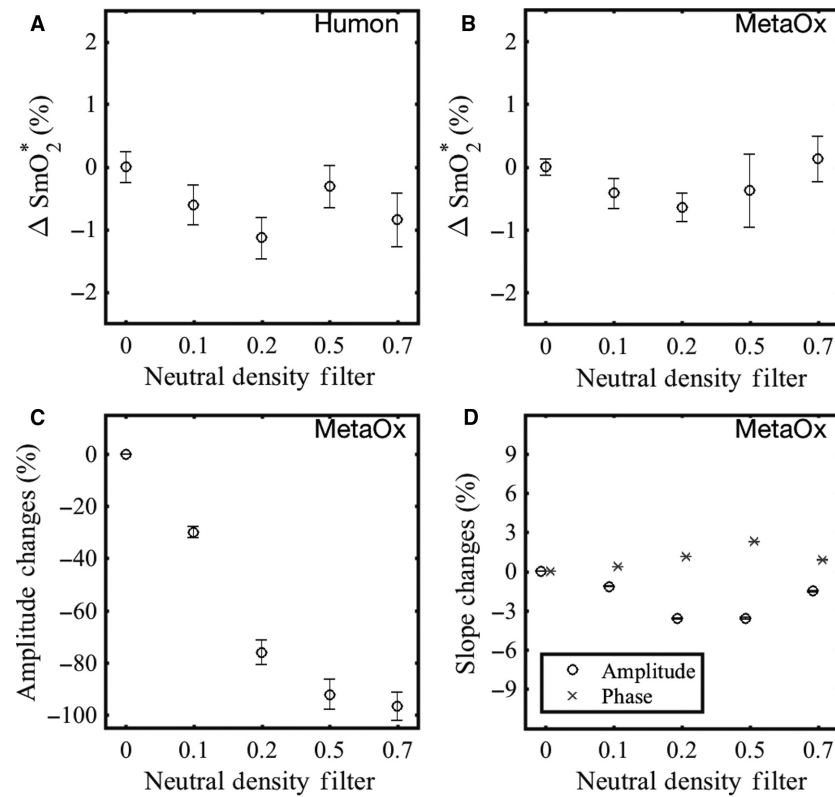 A
Humon
2
1
0
−1
−2
Δ SmO2* (%)
0 0.1 0.2 0.5 0.7
Neutral density filter
B
MetaOx
2
1
0
−1
−2
Δ SmO2* (%)
0 0.1 0.2 0.5 0.7
Neutral density filter
C
MetaOx
0
−20
−40
−60
−80
−100
Amplitude changes (%)
0 0.1 0.2 0.5 0.7
Neutral density filter
D
MetaOx
9
6
3
0
−3
−6
−9
Slope changes (%)
Amplitude
Phase
0 0.1 0.2 0.5 0.7
Neutral density filter